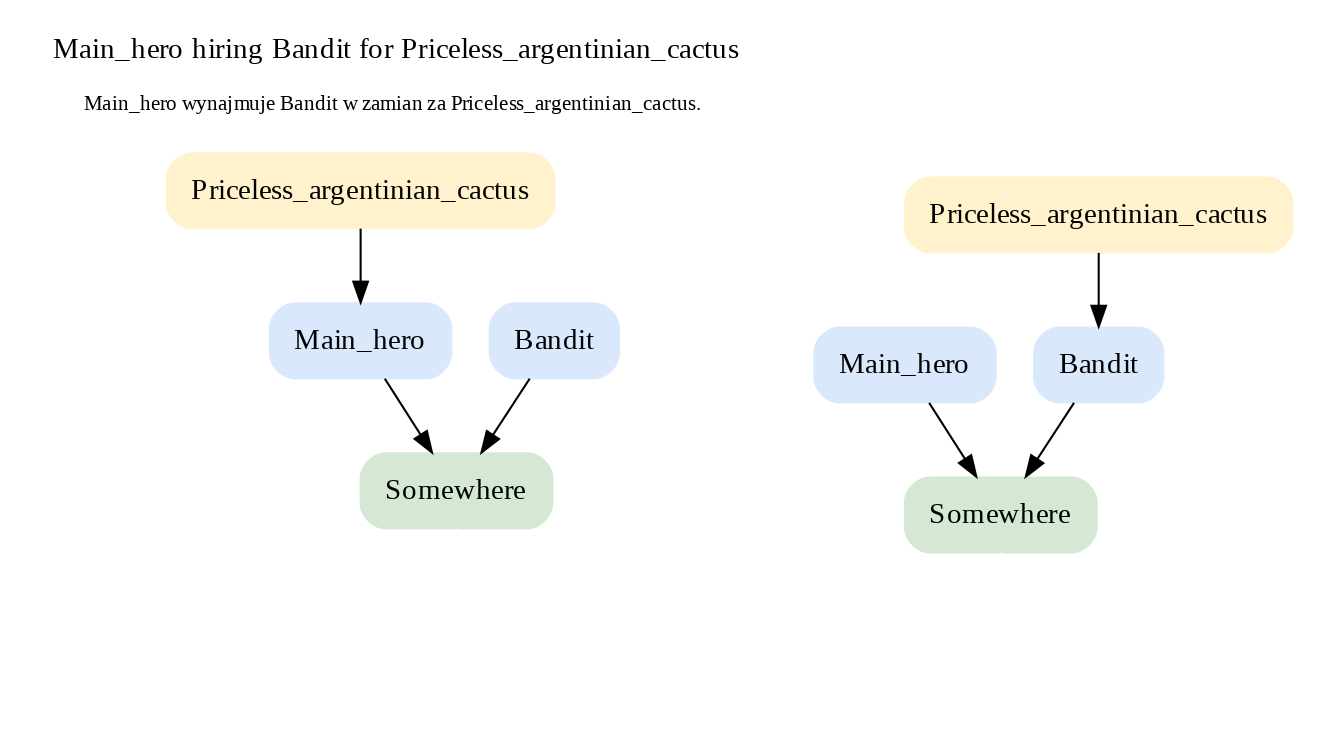 Main_hero hiring Bandit for Priceless_argentinian_cactus
Main_hero wynajmuje Bandit w zamian za Priceless_argentinian_cactus.
Priceless_argentinian_cactus
Main_hero
Bandit
Somewhere
Priceless_argentinian_cactus
Main_hero
Bandit
Somewhere